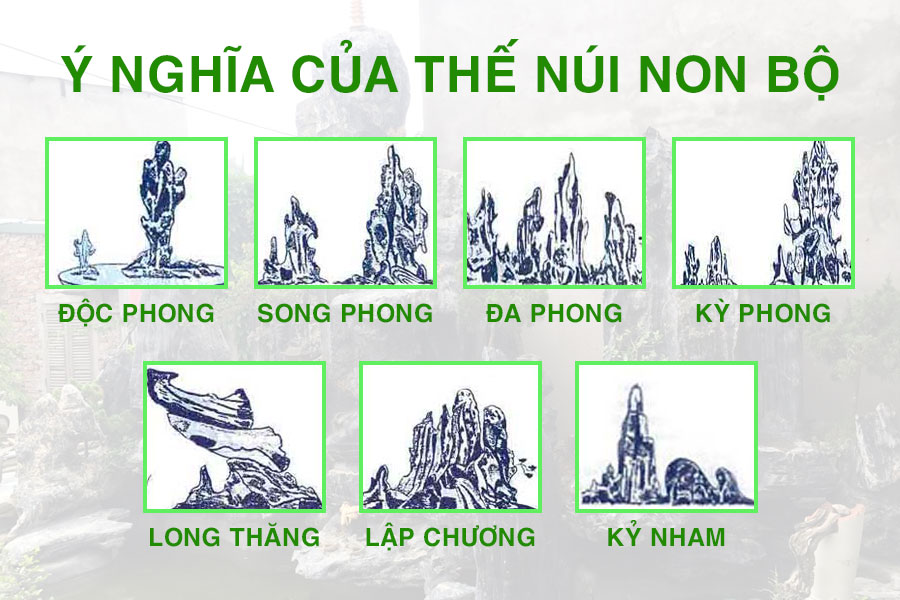 Ý NGHĨA CỦA THẾ NÚI NON BỘ
ĐỘC PHONG
SONG PHONG
ĐA PHONG
KỲ PHONG
LONG THĂNG
LẬP CHƯƠNG
KỶ NHAM